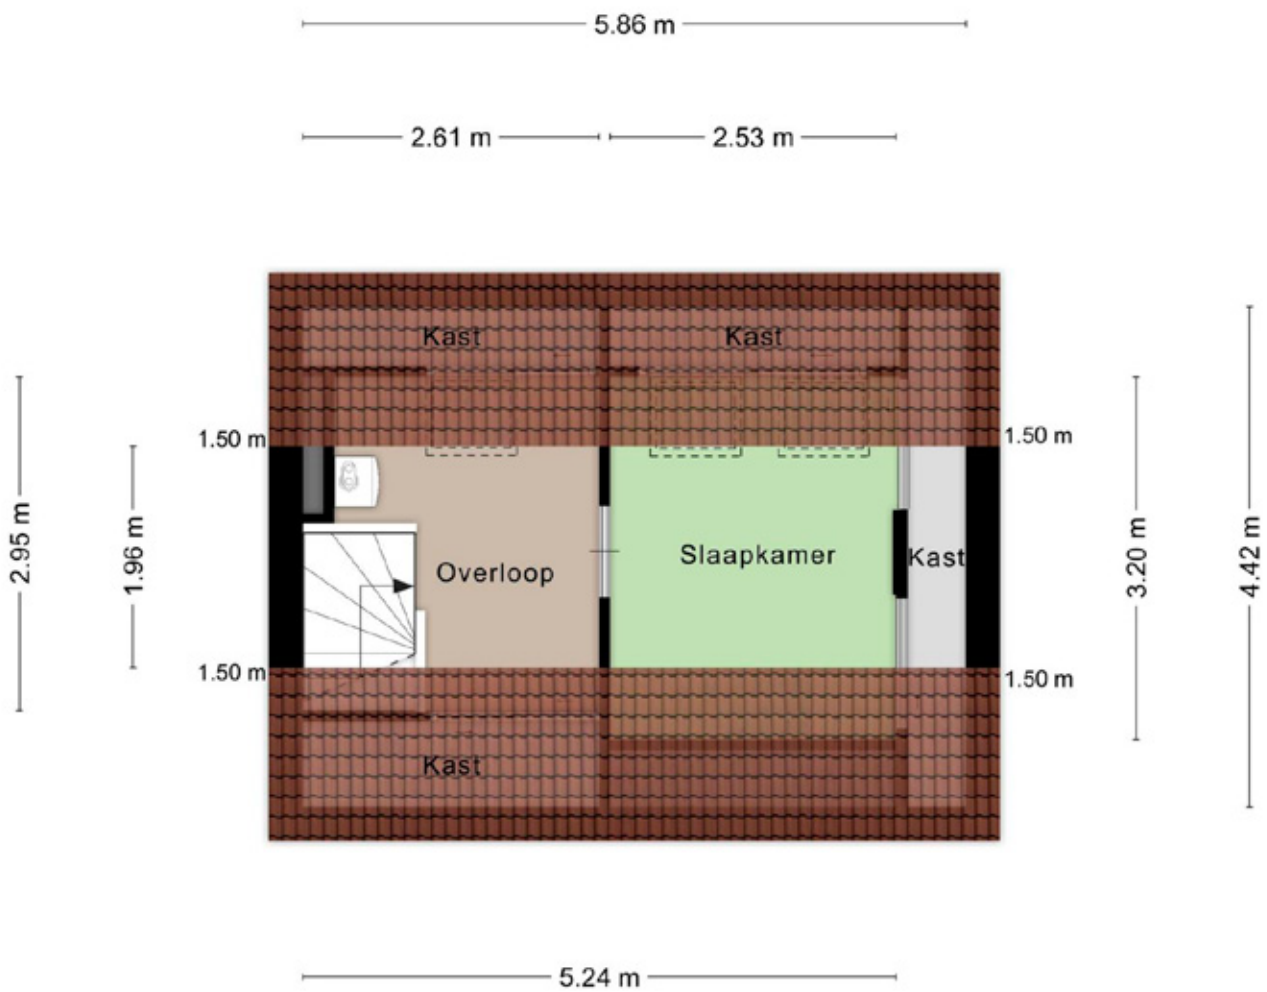 5.86 m
2.61 m
2.53 m
Kast
Kast
1.50 m
1.50 m
2.95 m
1.96 m
Overloop
Slaapkamer
Kast
3.20 m
4.42 m
1.50 m
1.50 m
Kast
5.24 m